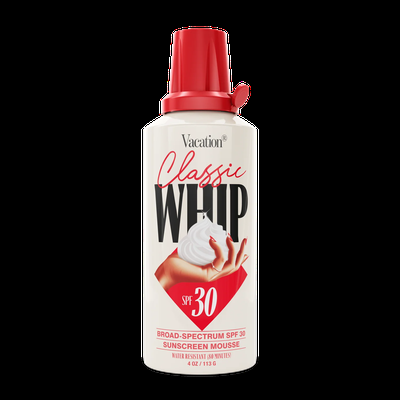 Vacation®
Classic
WHIP
SPF 30
BROAD-SPECTRUM SPF 30
SUNSCREEN MOUSSE
WATER RESISTANT (80 MINUTES)
4 OZ / 113 G